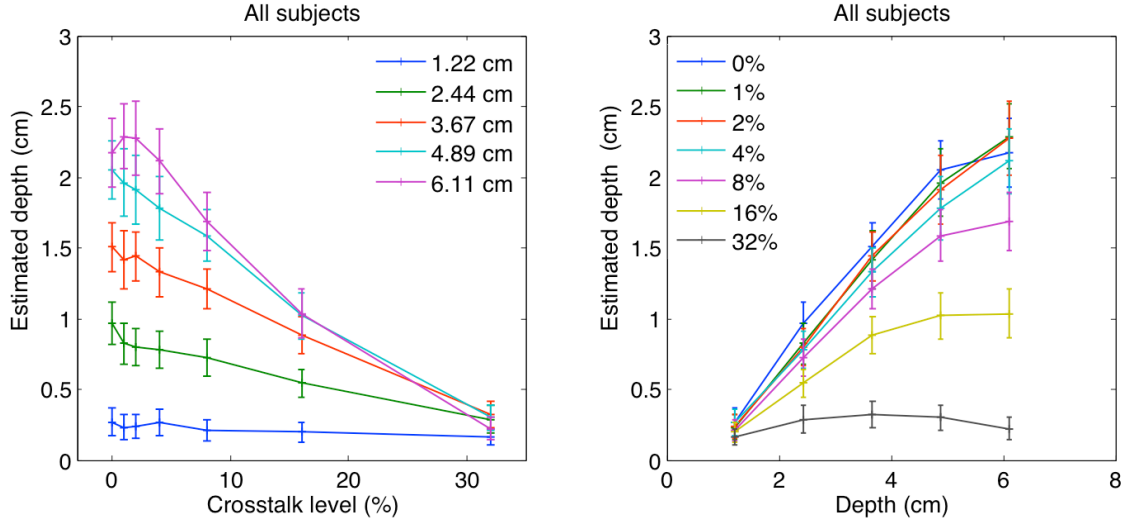 All subjects
Estimated depth (cm)
3
2.5
2
1.5
1
0.5
0
0
10
20
30
Crosstalk level (%)
1.22 cm
2.44 cm
3.67 cm
4.89 cm
6.11 cm
All subjects
Estimated depth (cm)
3
2.5
2
1.5
1
0.5
0
0
2
4
6
8
Depth (cm)
0%
1%
2%
4%
8%
16%
32%